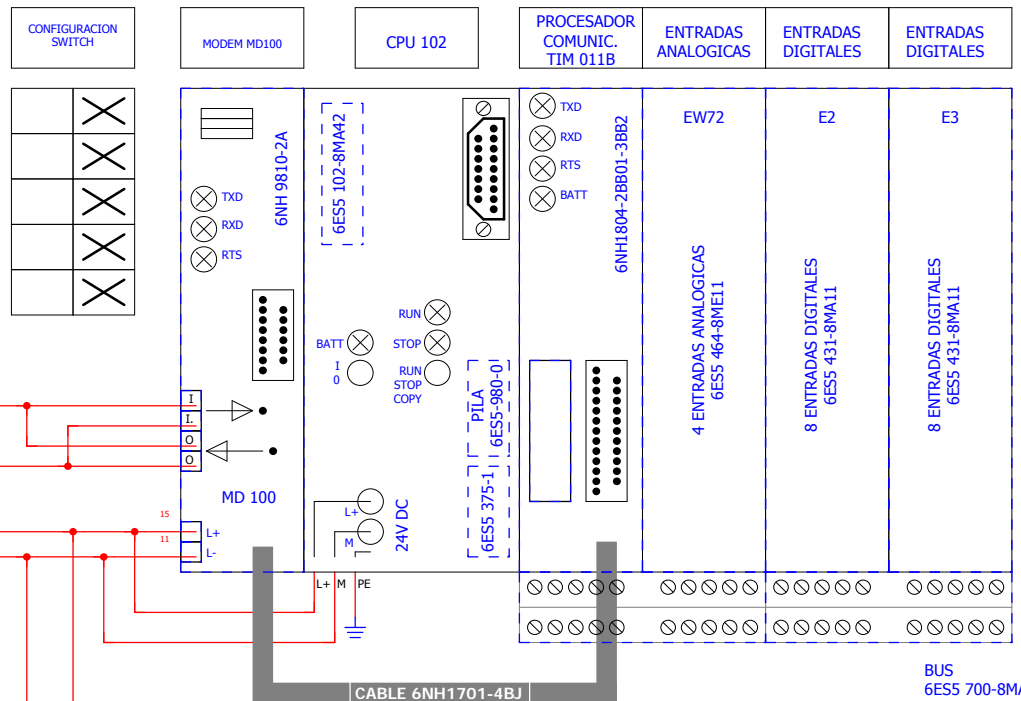 CONFIGURACION
SWITCH
MODEM MD100
CPU 102
PROCESADOR
COMUNIC.
TIM 011B
ENTRADAS
ANALOGICAS
ENTRADAS
DIGITALES
ENTRADAS
DIGITALES
6NH 9810-2A
TXD
RXD
RTS
6ES5 102-8MA42
TXD
RXD
RTS
BATT
6NH1804-2BB01-3BB2
EW72
E2
E3
4 ENTRADAS ANALOGICAS
6ES5 464-8ME11
8 ENTRADAS DIGITALES
6ES5 431-8MA11
8 ENTRADAS DIGITALES
6ES5 431-8MA11
RUN
BATT
STOP
I
0
RUN
STOP
COPY
PILA
6ES5-980-0
6ES5 375-1
I
I.
O
O
MD 100
15
L+
11
L-
L+
M
24V DC
L+
M
PE
CABLE 6NH1701-4BJ
BUS
6ES5 700-8MA